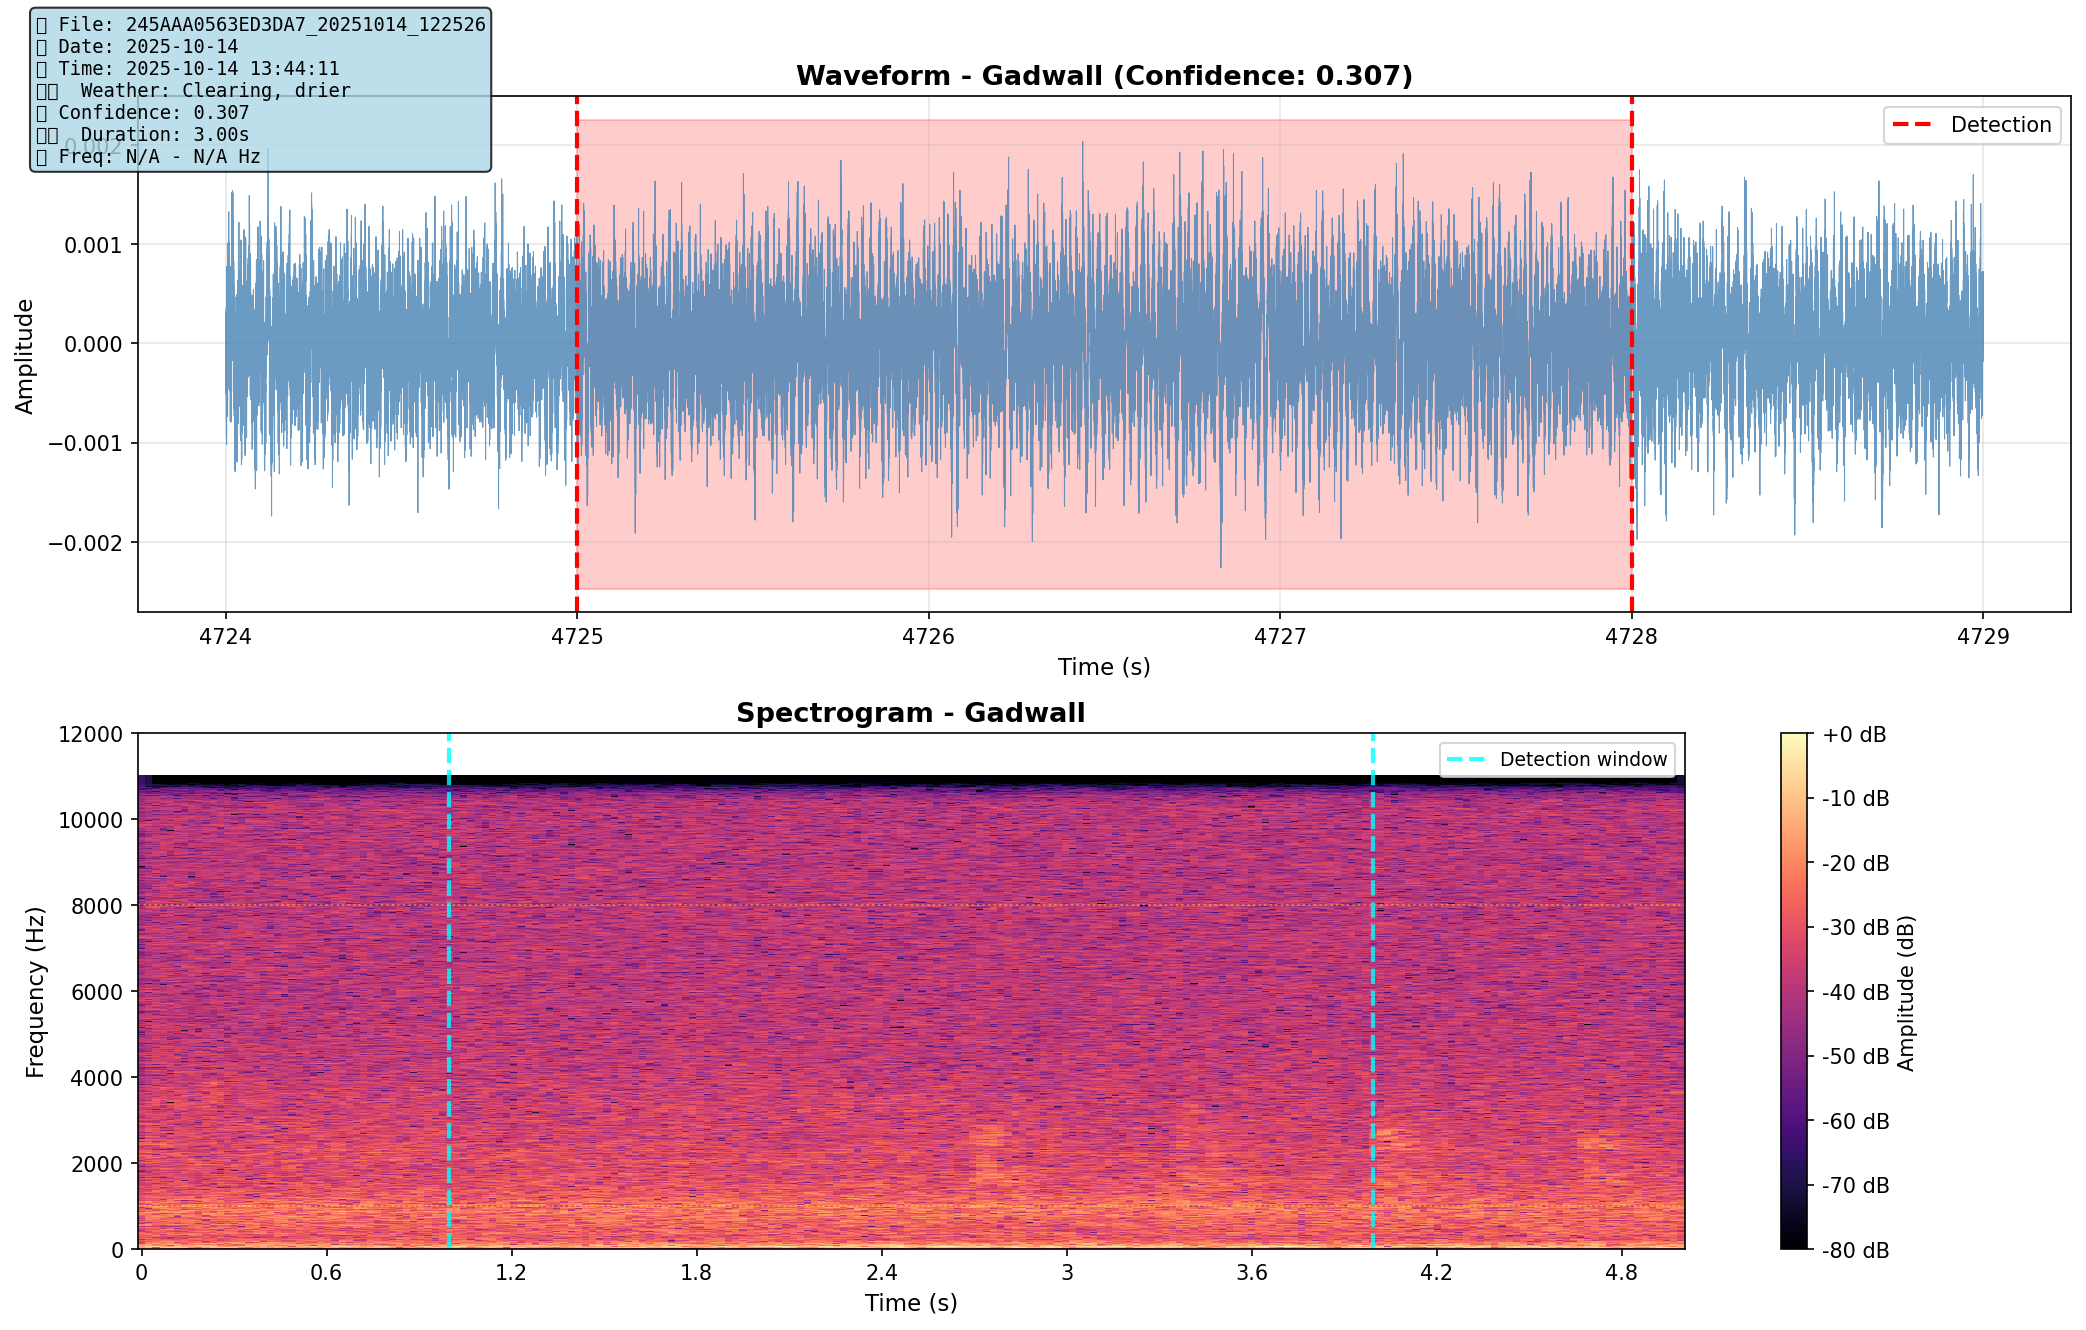 File: 245AAA0563ED3DA7_20251014_122526
Date: 2025-10-14
Time: 2025-10-14 13:44:11
Weather: Clearing, drier
Confidence: 0.307
Duration: 3.00s
Freq: N/A - N/A Hz
Waveform - Gadwall (Confidence: 0.307)
Detection
0.002
0.001
0.000
−0.001
−0.002
Amplitude
4724 4725 4726 4727 4728 4729
Time (s)
Spectrogram - Gadwall
Detection window
12000
10000
8000
6000
4000
2000
0
Frequency (Hz)
0 0.6 1.2 1.8 2.4 3 3.6 4.2 4.8
Time (s)
+0 dB
-10 dB
-20 dB
-30 dB
-40 dB
-50 dB
-60 dB
-70 dB
-80 dB
Amplitude (dB)